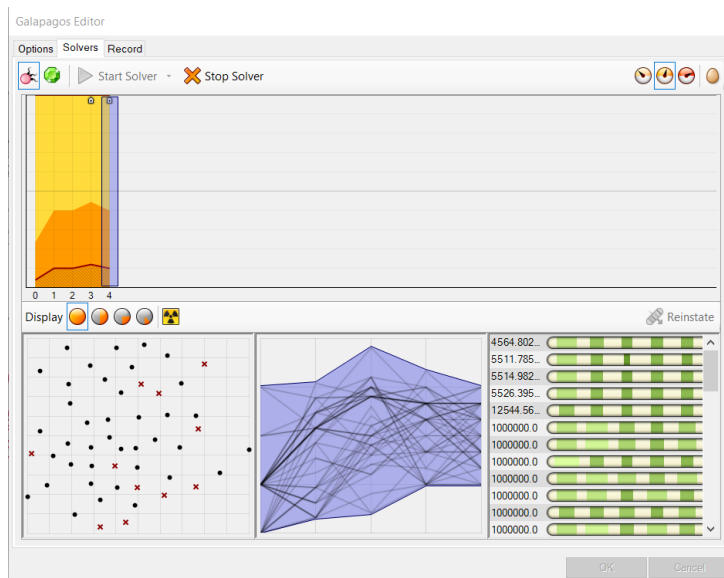 Galapagos Editor
Options Solvers Record
Start Solver Stop Solver
0 1 2 3 4
Display Reinstate
4564.802...
5511.785...
5514.982...
5526.395...
12544.56...
1000000.0
1000000.0
1000000.0
1000000.0
1000000.0
1000000.0
1000000.0
OK Cancel